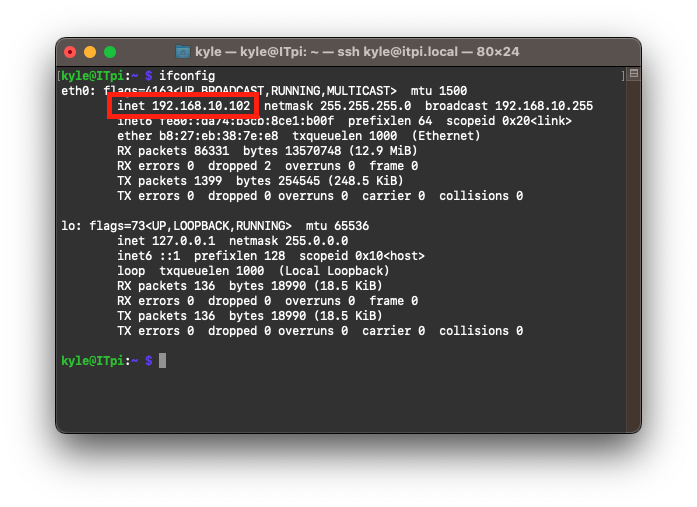 kyle — kyle@ITpi: ~ — ssh kyle@itpi.local — 80×24
[kyle@ITpi:~ $ ifconfig ]
eth0: flags=4163<UP,BROADCAST,RUNNING,MULTICAST> mtu 1500
inet 192.168.10.102 netmask 255.255.255.0 broadcast 192.168.10.255
inet6 prefixlen 64 scopeid 0x20<link>
ether b8:27:eb:38:7e:e8 txqueuelen 1000 (Ethernet)
RX packets 86331 bytes 13570748 (12.9 MiB)
RX errors 0 dropped 2 overruns 0 frame 0
TX packets 1399 bytes 254545 (248.5 KiB)
TX errors 0 dropped 0 overruns 0 carrier 0 collisions 0
lo: flags=73<UP,LOOPBACK,RUNNING> mtu 65536
inet 127.0.0.1 netmask 255.0.0.0
inet6 ::1 prefixlen 128 scopeid 0x10<host>
loop txqueuelen 1000 (Local Loopback)
RX packets 136 bytes 18990 (18.5 KiB)
RX errors 0 dropped 0 overruns 0 frame 0
TX packets 136 bytes 18990 (18.5 KiB)
TX errors 0 dropped 0 overruns 0 carrier 0 collisions 0
kyle@ITpi:~ $